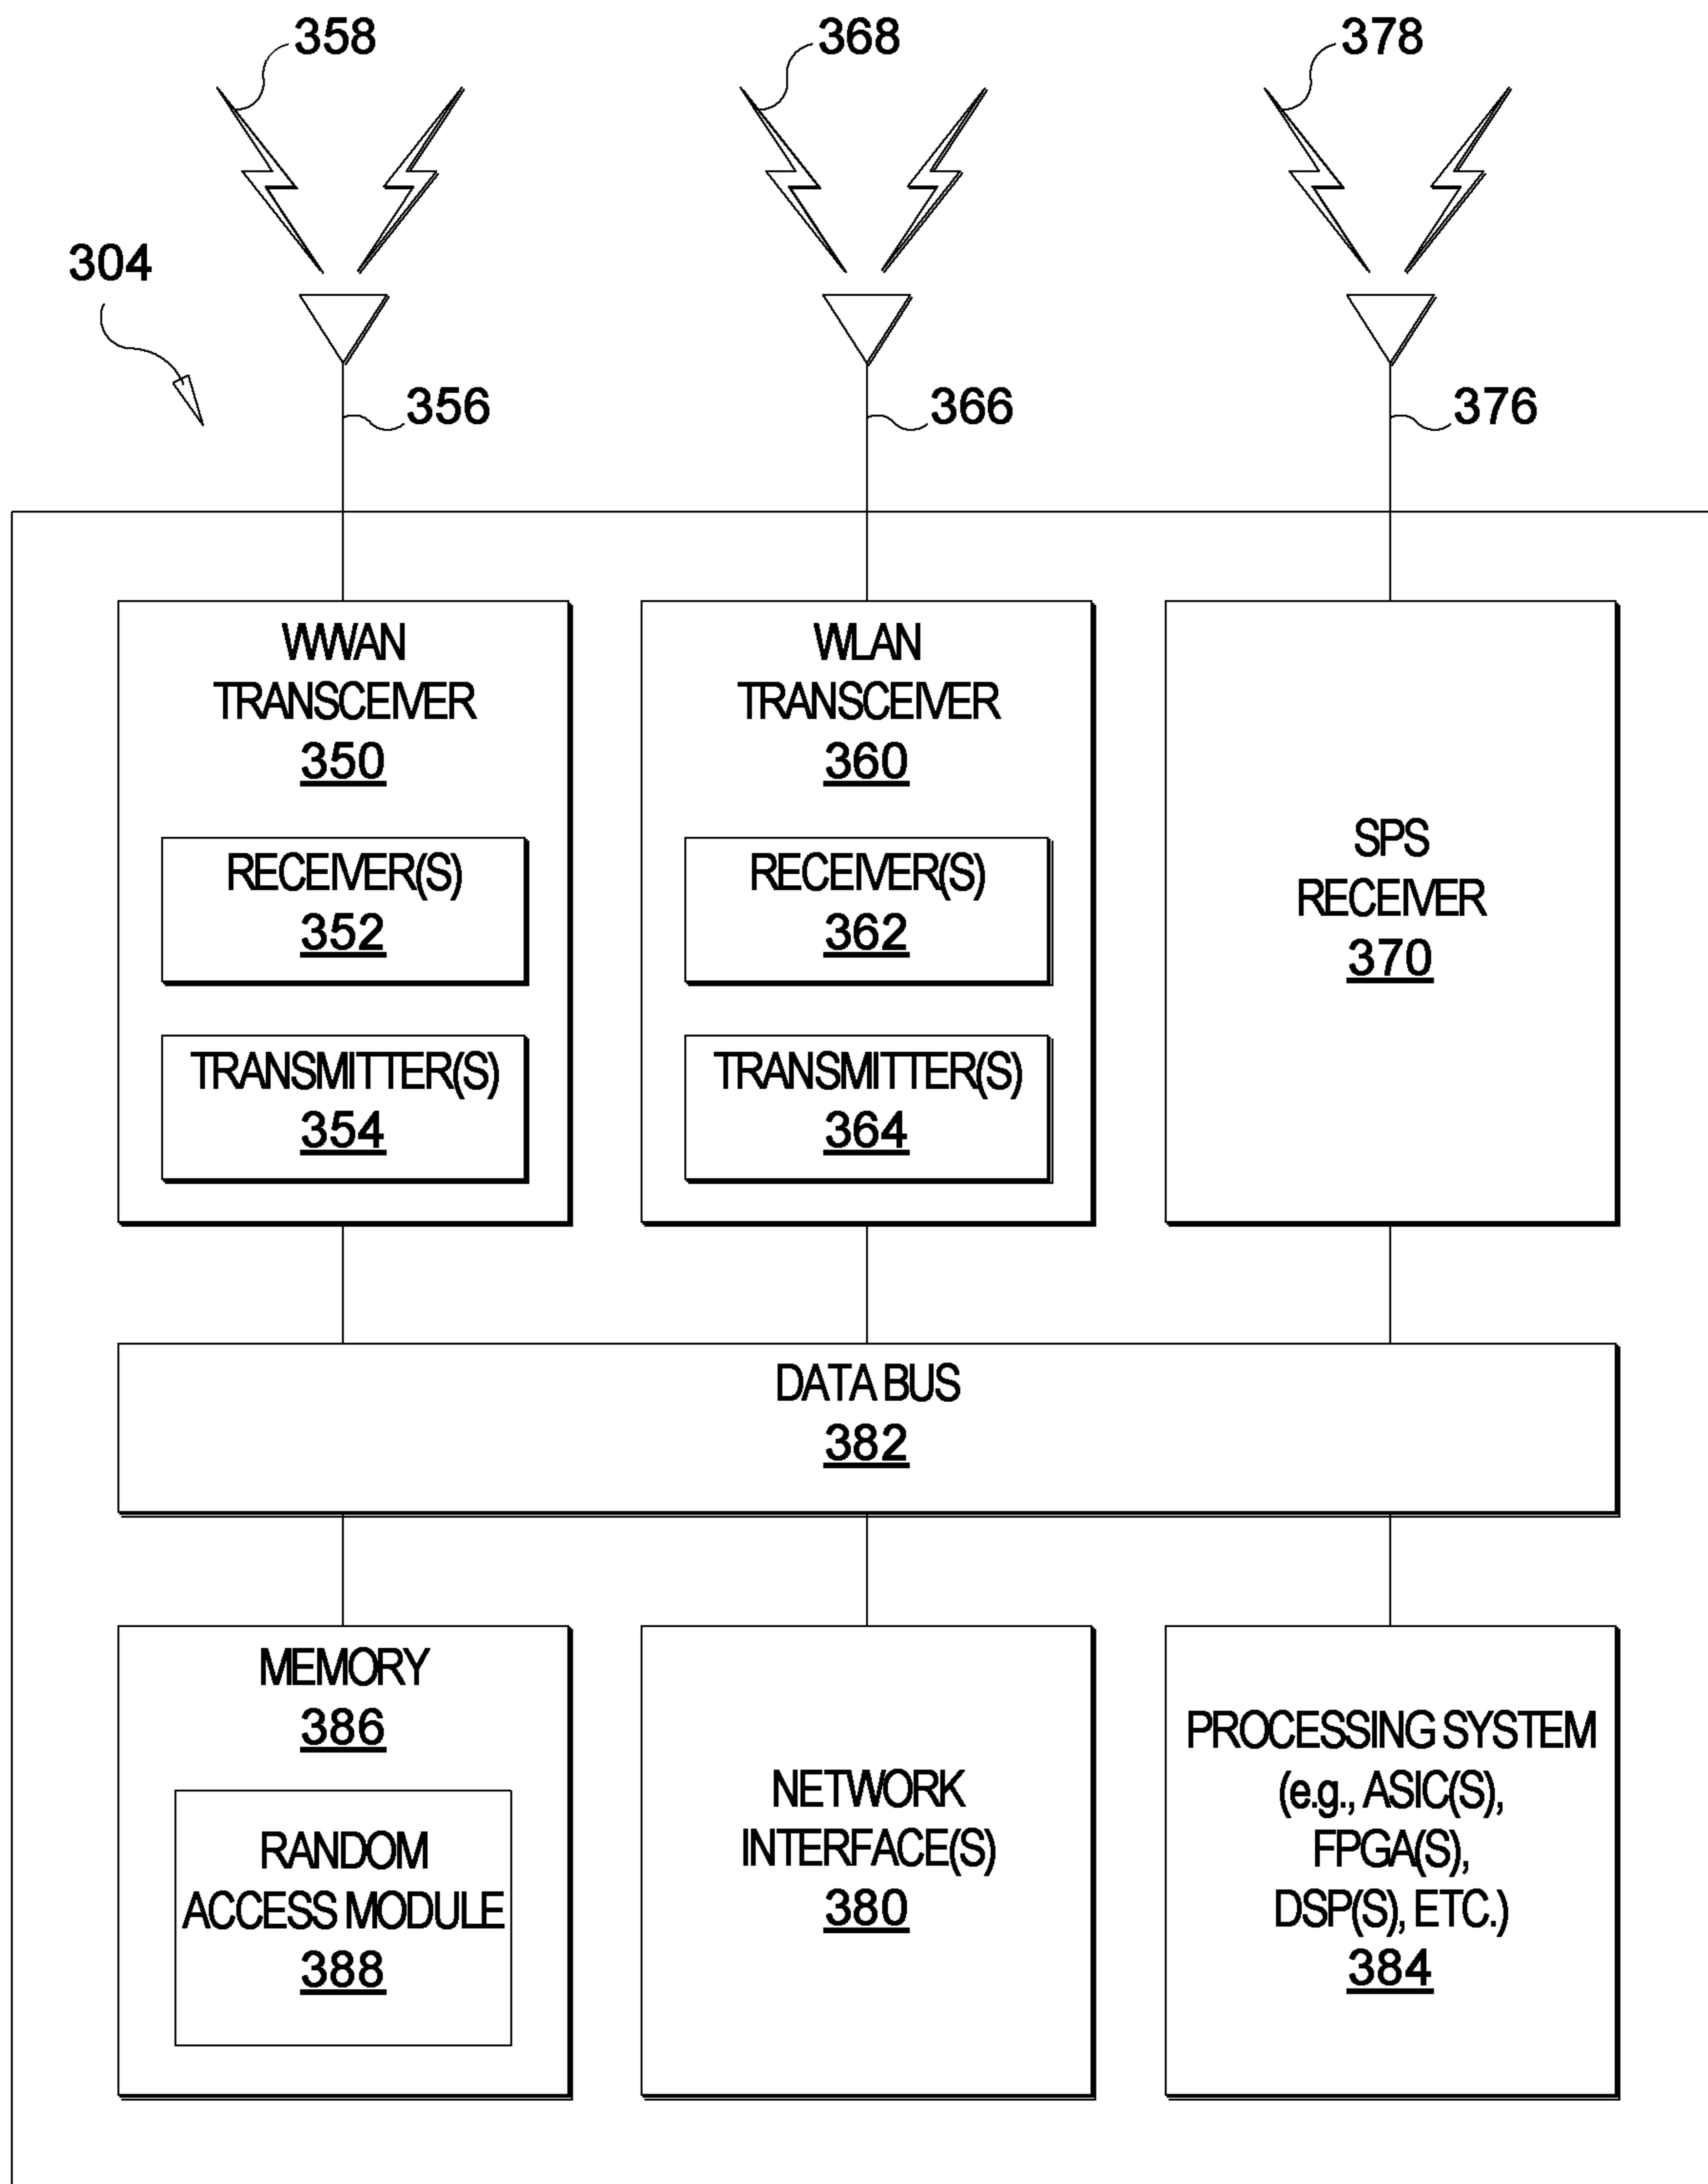 358
368
378
304
356
366
376
WWAN
TRANSCEIVER
350
RECEIVER(S)
352
TRANSMITTER(S)
354
WLAN
TRANSCEIVER
360
RECEIVER(S)
362
TRANSMITTER(S)
364
SPS
RECEIVER
370
DATA BUS
382
MEMORY
386
RANDOM
ACCESS MODULE
388
NETWORK
INTERFACE(S)
380
PROCESSING SYSTEM
(e.g., ASIC(S),
FPGA(S),
DSP(S), ETC.)
384